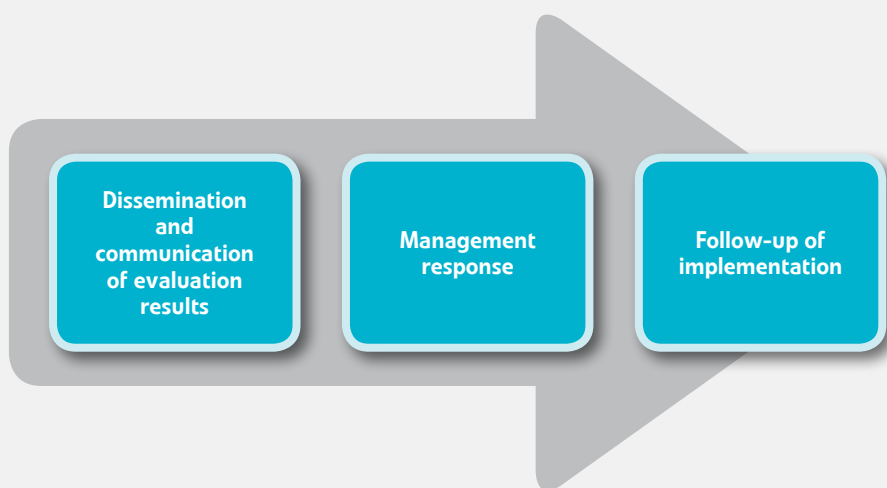 Dissemination
and
communication
of evaluation
results
Management
response
Follow-up of
implementation